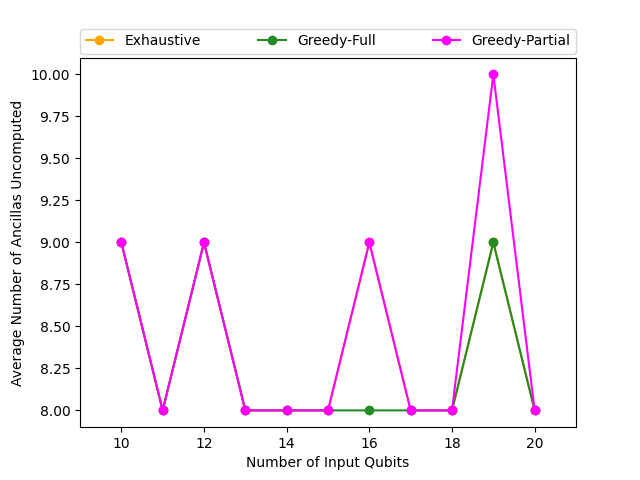 Exhaustive Greedy-Full Greedy-Partial
10.00
9.75
9.50
9.25
9.00
8.75
8.50
8.25
8.00
Average Number of Ancillas Uncomputed
10 12 14 16 18 20
Number of Input Qubits